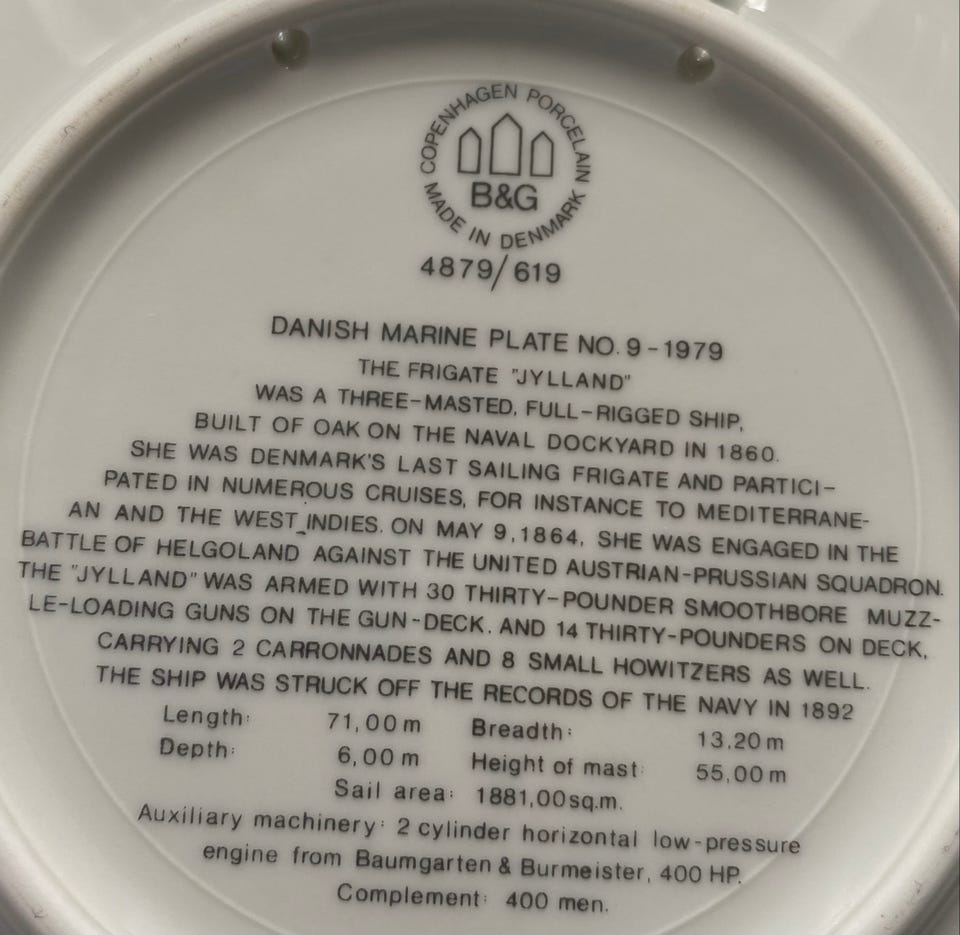 COPENHAGEN PORCELAIN
B&G
MADE IN DENMARK
4879/619
DANISH MARINE PLATE NO. 9-1979
THE FRIGATE "JYLLAND"
WAS A THREE-MASTED, FULL-RIGGED SHIP,
BUILT OF OAK ON THE NAVAL DOCKYARD IN 1860.
SHE WAS DENMARK'S LAST SAILING FRIGATE AND PARTICI-
PATED IN NUMEROUS CRUISES, FOR INSTANCE TO MEDITERRANE-
AN AND THE WEST INDIES. ON MAY 9, 1864, SHE WAS ENGAGED IN THE
BATTLE OF HELGOLAND AGAINST THE UNITED AUSTRIAN-PRUSSIAN SQUADRON.
THE "JYLLAND" WAS ARMED WITH 30 THIRTY-POUNDER SMOOTHBORE MUZZ-
LE-LOADING GUNS ON THE GUN-DECK. AND 14 THIRTY-POUNDERS ON DECK,
CARRYING 2 CARRONNADES AND 8 SMALL HOWITZERS AS WELL.
THE SHIP WAS STRUCK OFF THE RECORDS OF THE NAVY IN 1892
Length: 71,00 m Breadth: 13,20 m
Depth: 6,00 m Height of mast: 55,00 m
Sail area: 1881,00 sq.m.
Auxiliary machinery: 2 cylinder horizontal low-pressure
engine from Baumgarten & Burmeister, 400 HP.
Complement: 400 men.